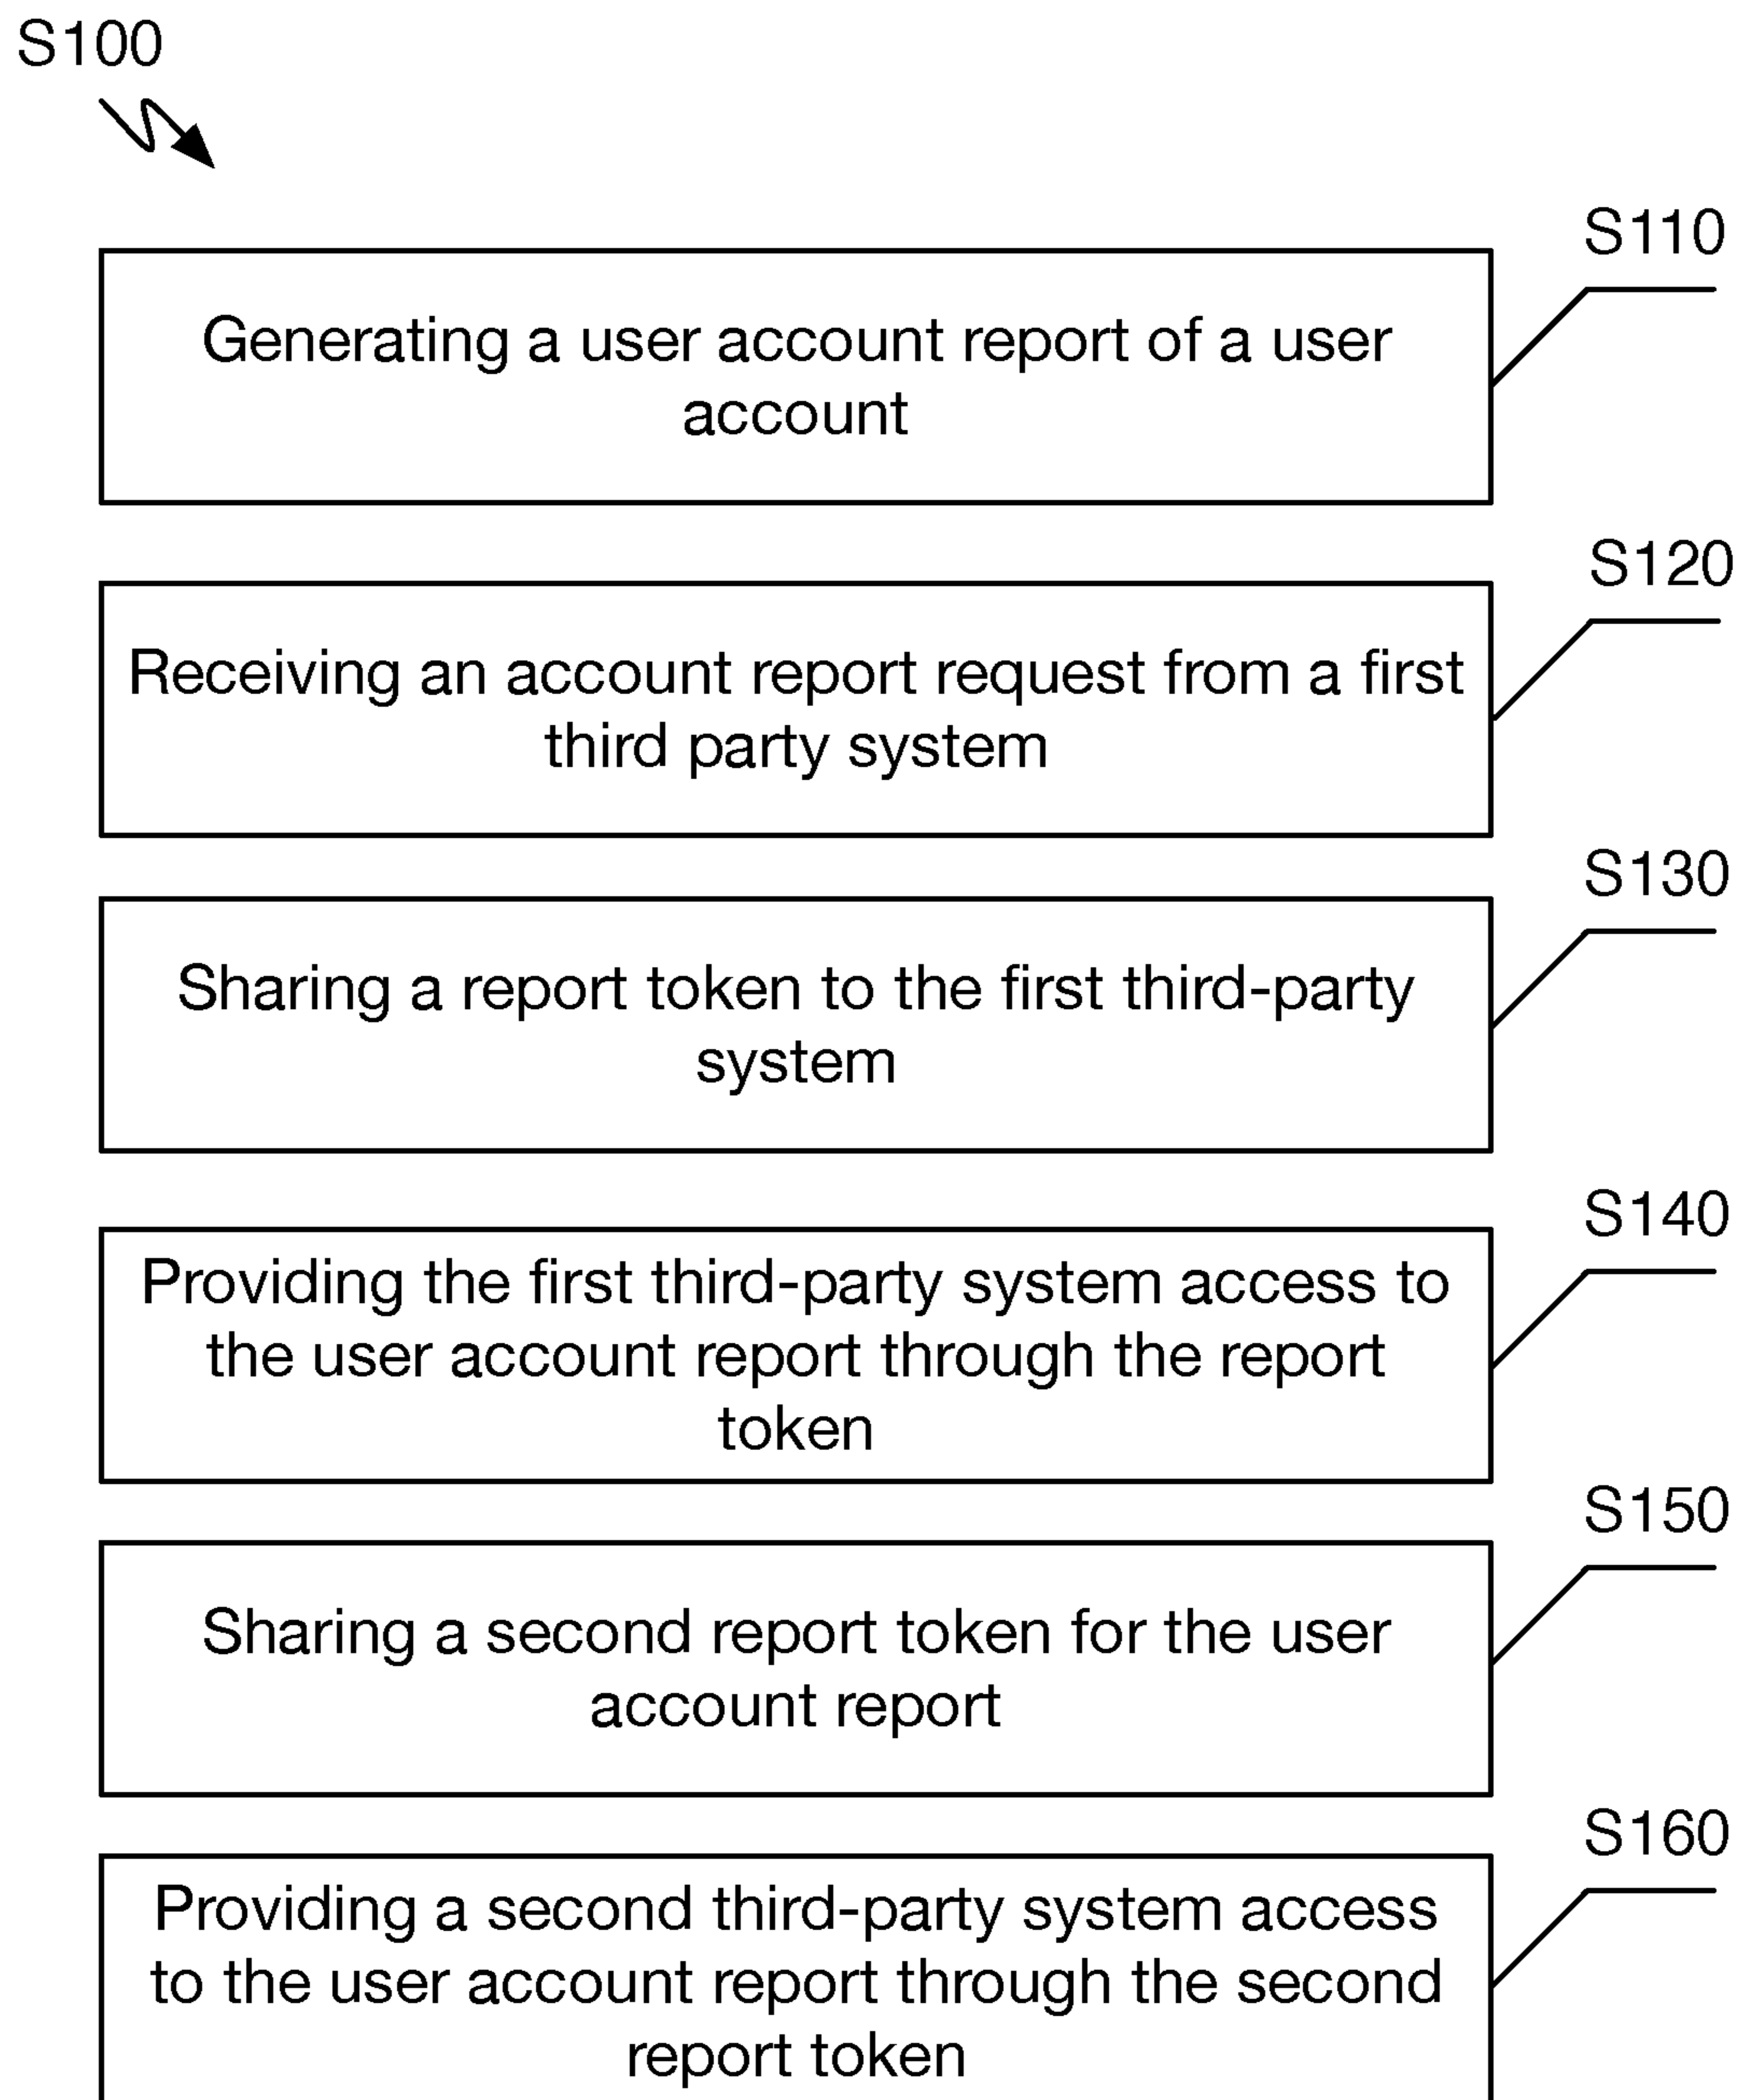 S100
S110
Generating a user account report of a user
account
S120
Receiving an account report request from a first
third party system
S130
Sharing a report token to the first third-party
system
S140
Providing the first third-party system access to
the user account report through the report
token
S150
Sharing a second report token for the user
account report
S160
Providing a second third-party system access
to the user account report through the second
report token